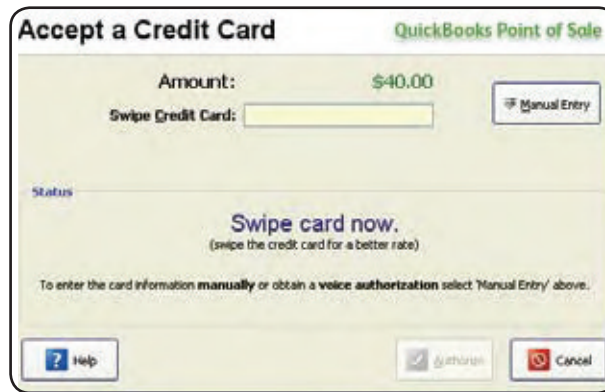 Accept a Credit Card
QuickBooks Point of Sale
Amount: $40.00
Swipe Credit Card:
Manual Entry
Status
Swipe card now.
(swipe the credit card for a better rate)
To enter the card information manually or obtain a voice authorization select 'Manual Entry' above.
Help
Authorize
Cancel